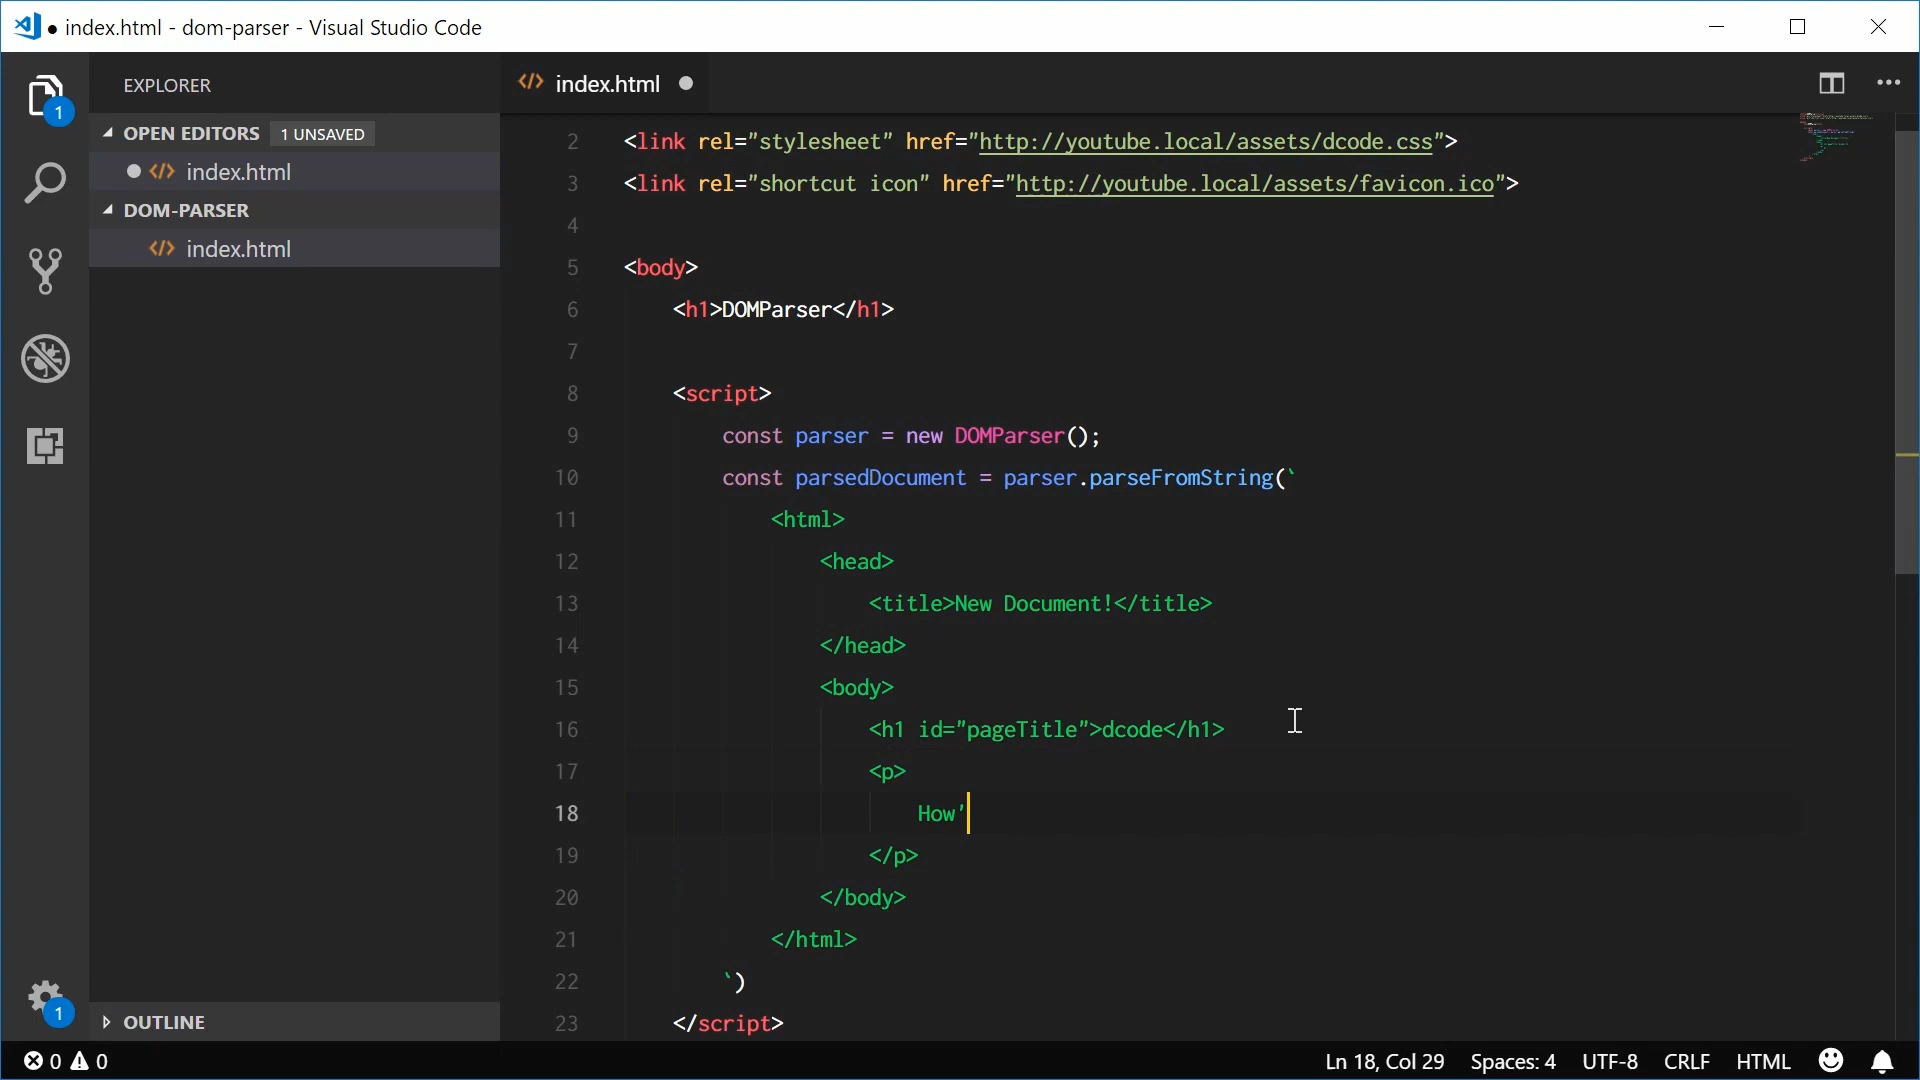 ● index.html - dom-parser - Visual Studio Code
EXPLORER
OPEN EDITORS 1 UNSAVED
index.html
DOM-PARSER
index.html
OUTLINE
1
1
index.html
2 <link rel="stylesheet" href="http://youtube.local/assets/dcode.css">
3 <link rel="shortcut icon" href="http://youtube.local/assets/favicon.ico">
4
5 <body>
6 <h1>DOMParser</h1>
7
8 <script>
9 const parser = new DOMParser();
10 const parsedDocument = parser.parseFromString(`
11 <html>
12 <head>
13 <title>New Document!</title>
14 </head>
15 <body>
16 <h1 id="pageTitle">dcode</h1>
17 <p>
18 How'
19 </p>
20 </body>
21 </html>
22 `)
23 </script>
0 0
Ln 18, Col 29 Spaces: 4 UTF-8 CRLF HTML